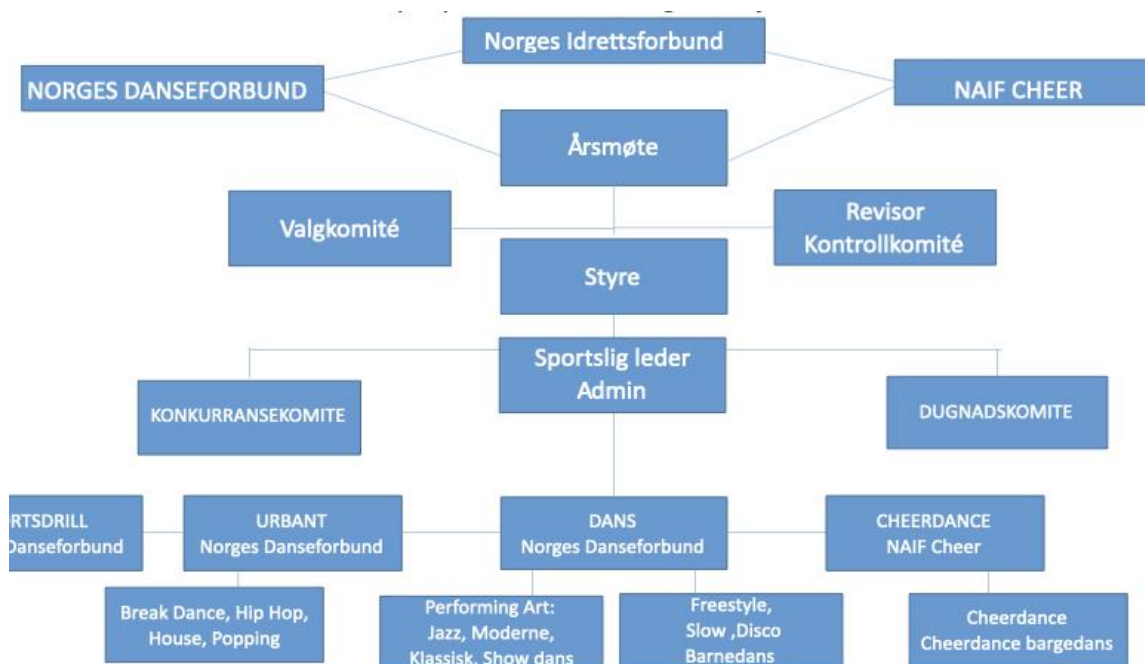 Norges Idrettsforbund
NORGES DANSEFORBUND
NAIF CHEER
Årsmøte
Valgkomité
Revisor
Kontrollkomité
Styre
Sportslig leder
Admin
KONKURRANSEKOMITE
DUGNADSKOMITE
RTSDRILL
Danseforbund
URBANT
Norges Danseforbund
DANS
Norges Danseforbund
CHEERDANCE
NAIF Cheer
Break Dance, Hip Hop,
House, Popping
Performing Art:
Jazz, Moderne,
Klassisk, Show dans
Freestyle,
Slow ,Disco
Barnedans
Cheerdance
Cheerdance bargedans